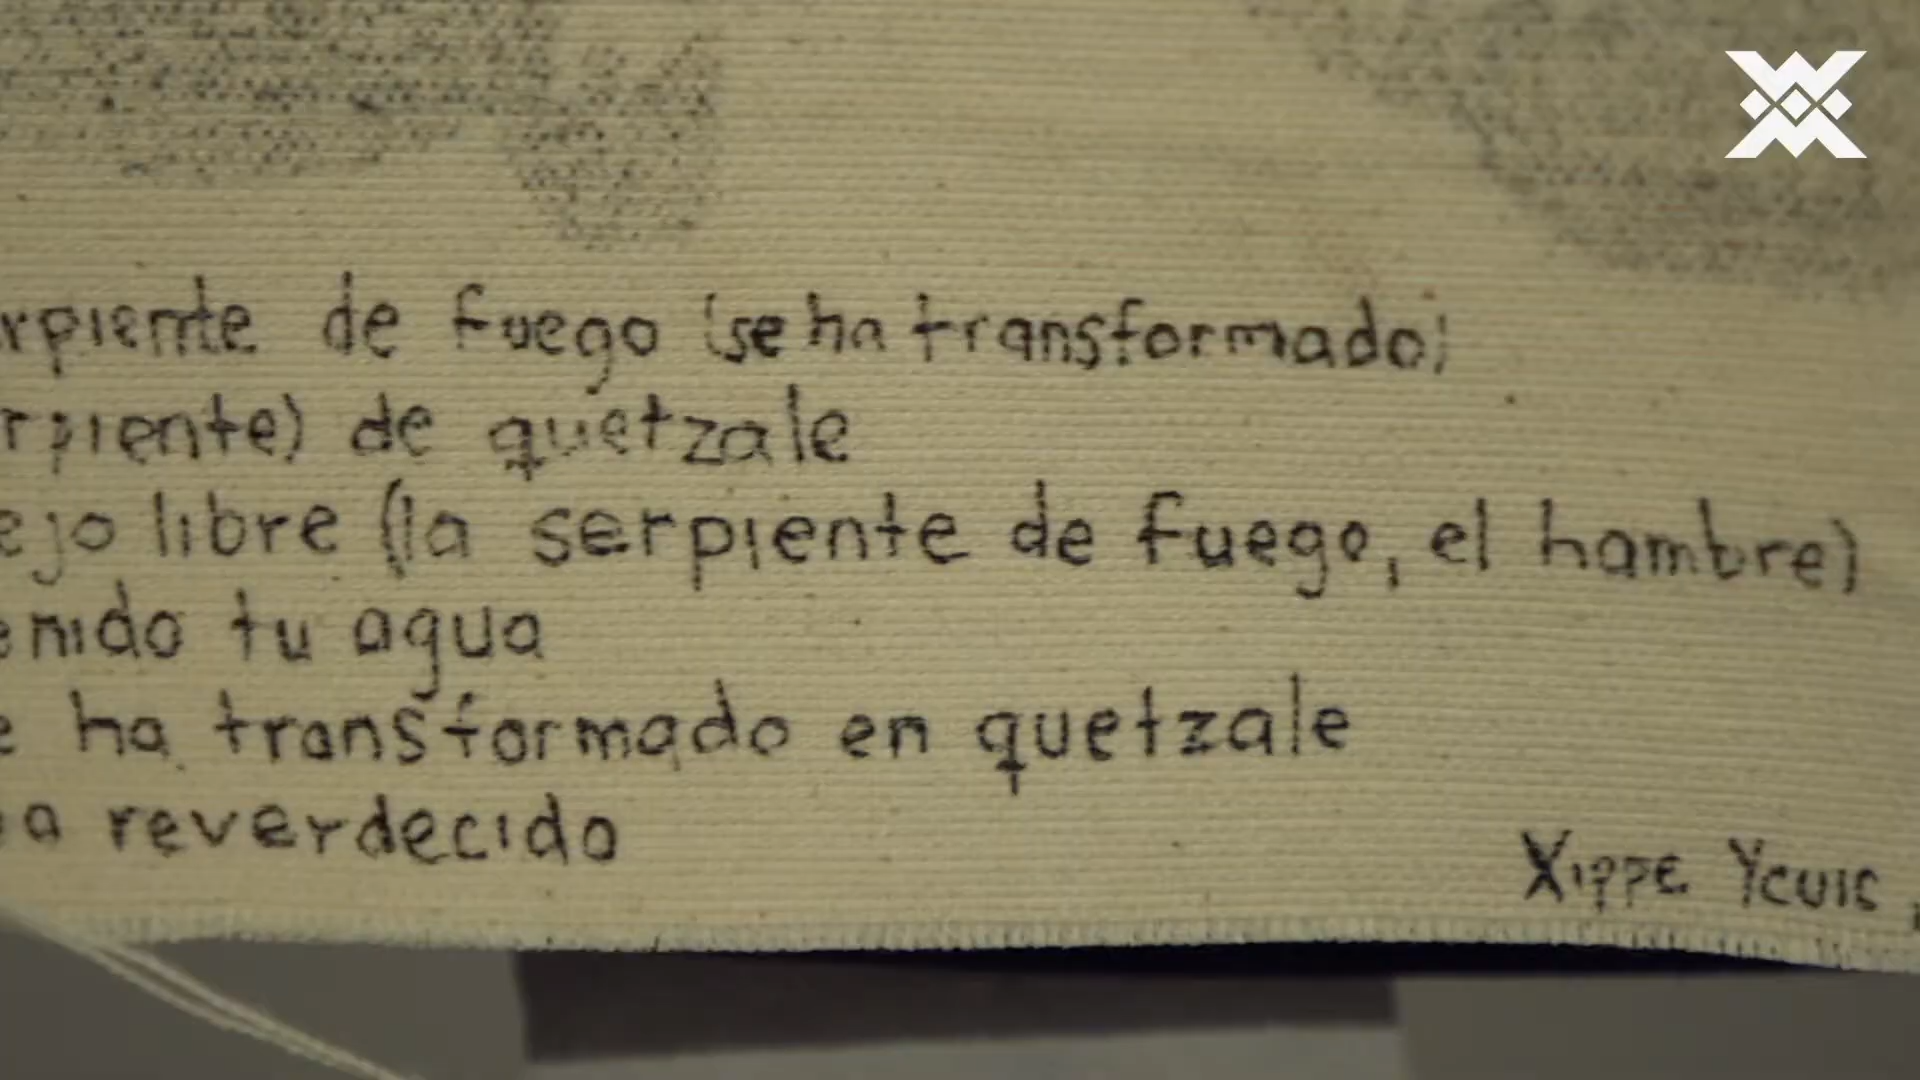 rpiente de fuego (se ha transformado)
rpiente) de quetzale
ejo libre (la serpiente de fuego, el hambre)
enido tu agua
e ha transformado en quetzale
a reverdecido
Xippe Ycuic,